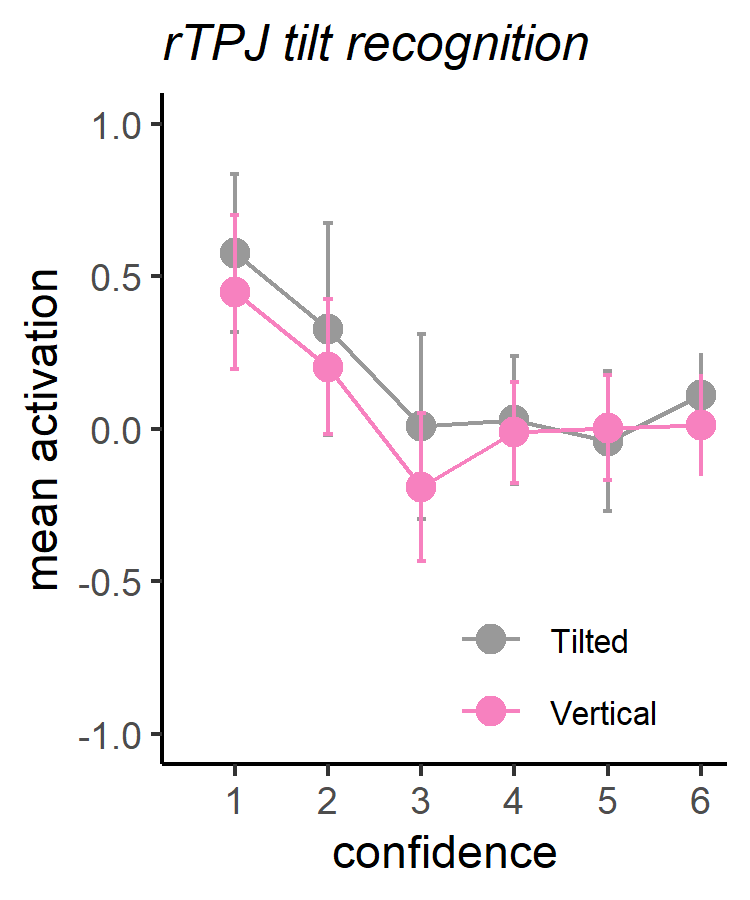 rTPJ tilt recognition
1.0
0.5
0.0
-0.5
-1.0
mean activation
Tilted
Vertical
1 2 3 4 5 6
confidence